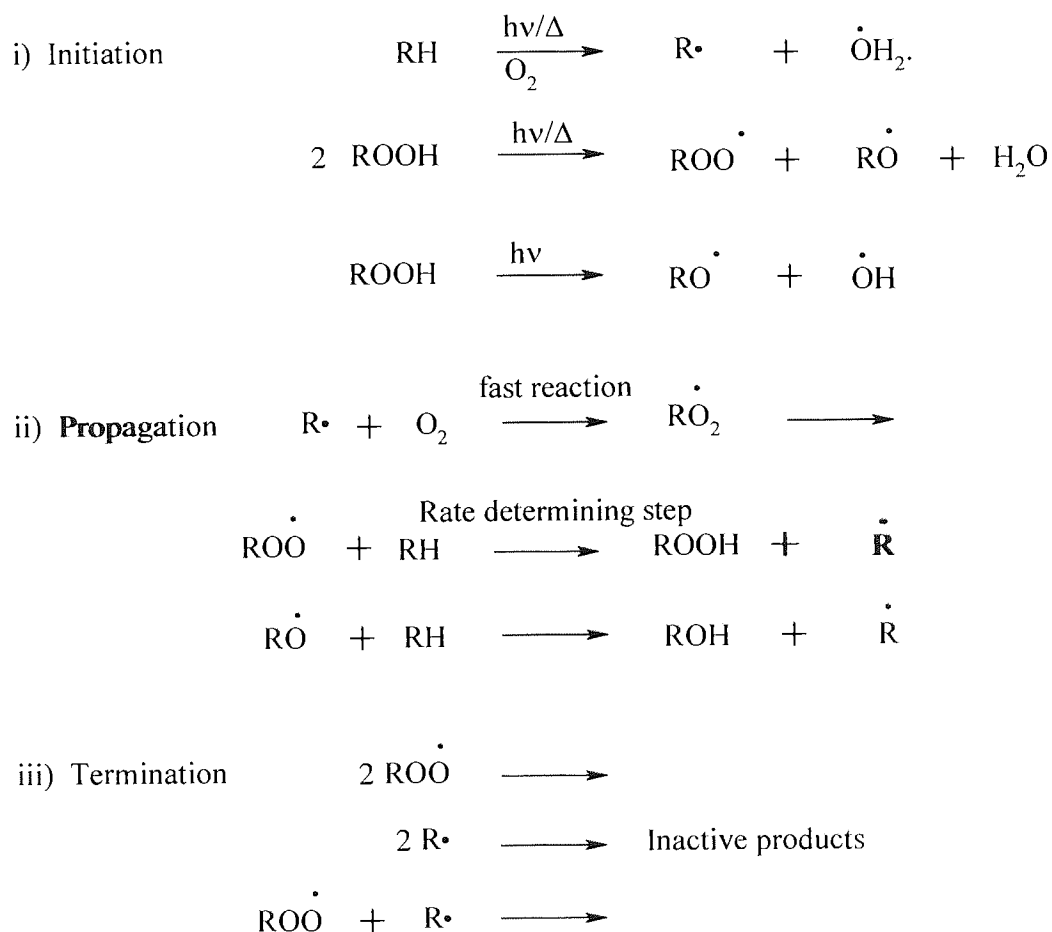 i) Initiation RH hν/Δ O₂ ⟶ R• + ȮH₂.
2 ROOH hν/Δ ⟶ ROO˙ + RȮ + H₂O
ROOH hν ⟶ RO˙ + ȮH
ii) Propagation R• + O₂ fast reaction ⟶ RȮ₂ ⟶
ROȮ + RH Rate determining step ⟶ ROOH + Ṙ
RȮ + RH ⟶ ROH + Ṙ
iii) Termination 2 ROȮ ⟶
2 R• ⟶ Inactive products
ROȮ + R• ⟶